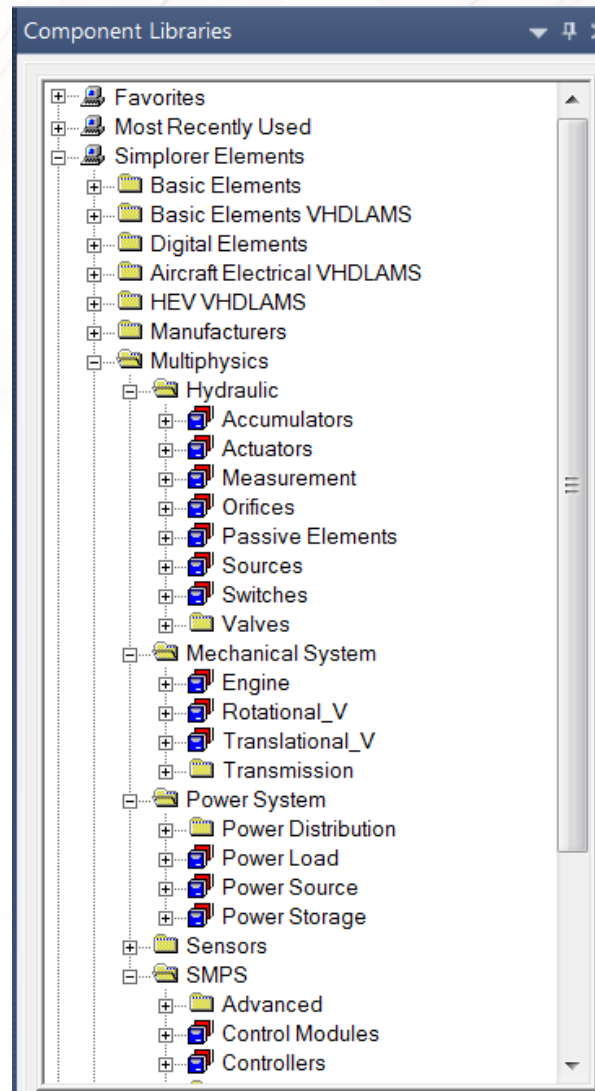 Component Libraries
Favorites
Most Recently Used
Simplorer Elements
Basic Elements
Basic Elements VHDLAMS
Digital Elements
Aircraft Electrical VHDLAMS
HEV VHDLAMS
Manufacturers
Multiphysics
Hydraulic
Accumulators
Actuators
Measurement
Orifices
Passive Elements
Sources
Switches
Valves
Mechanical System
Engine
Rotational_V
Translational_V
Transmission
Power System
Power Distribution
Power Load
Power Source
Power Storage
Sensors
SMPS
Advanced
Control Modules
Controllers